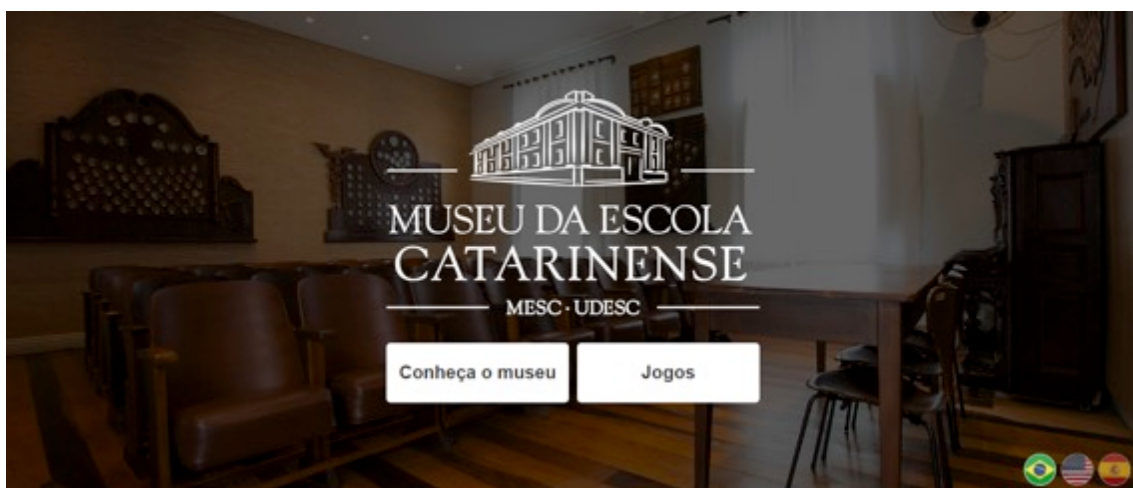 MUSEU DA ESCOLA
CATARINENSE
MESC · UDESC
Conheça o museu
Jogos